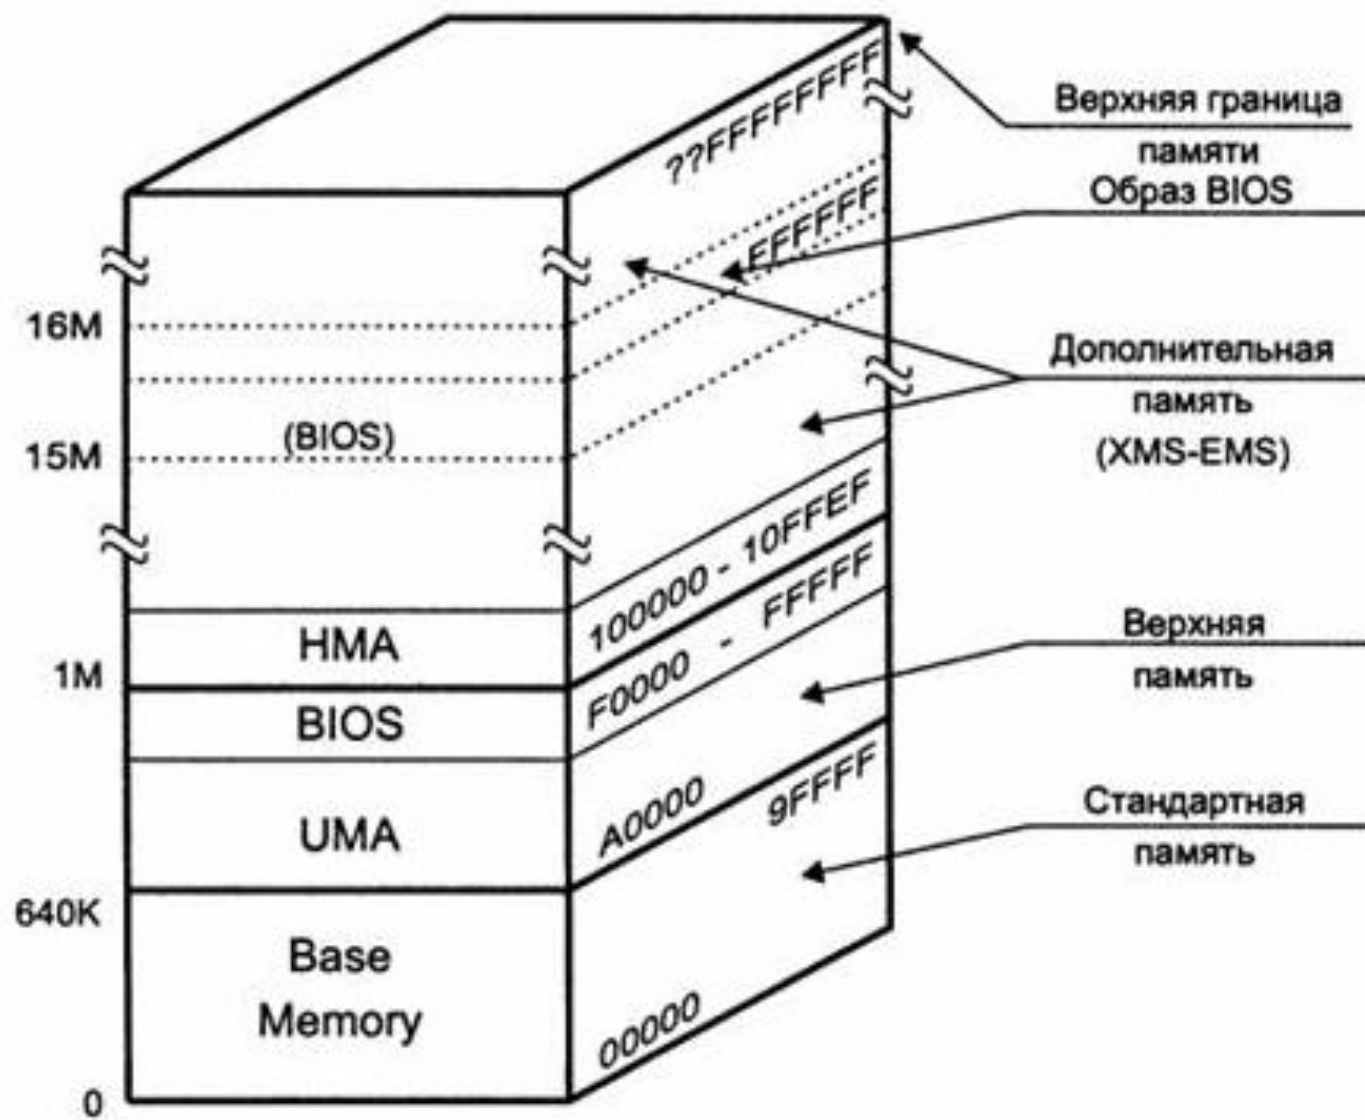 ??FFFFFFFF
Верхняя граница
памяти
Образ BIOS
FFFFFF
16M
Дополнительная
память
(XMS-EMS)
(BIOS)
15M
100000 - 10FFEF
HMA
1M
F0000 - FFFFF
Верхняя
память
BIOS
A0000
UMA
9FFFF
Стандартная
память
640K
Base
Memory
00000
0